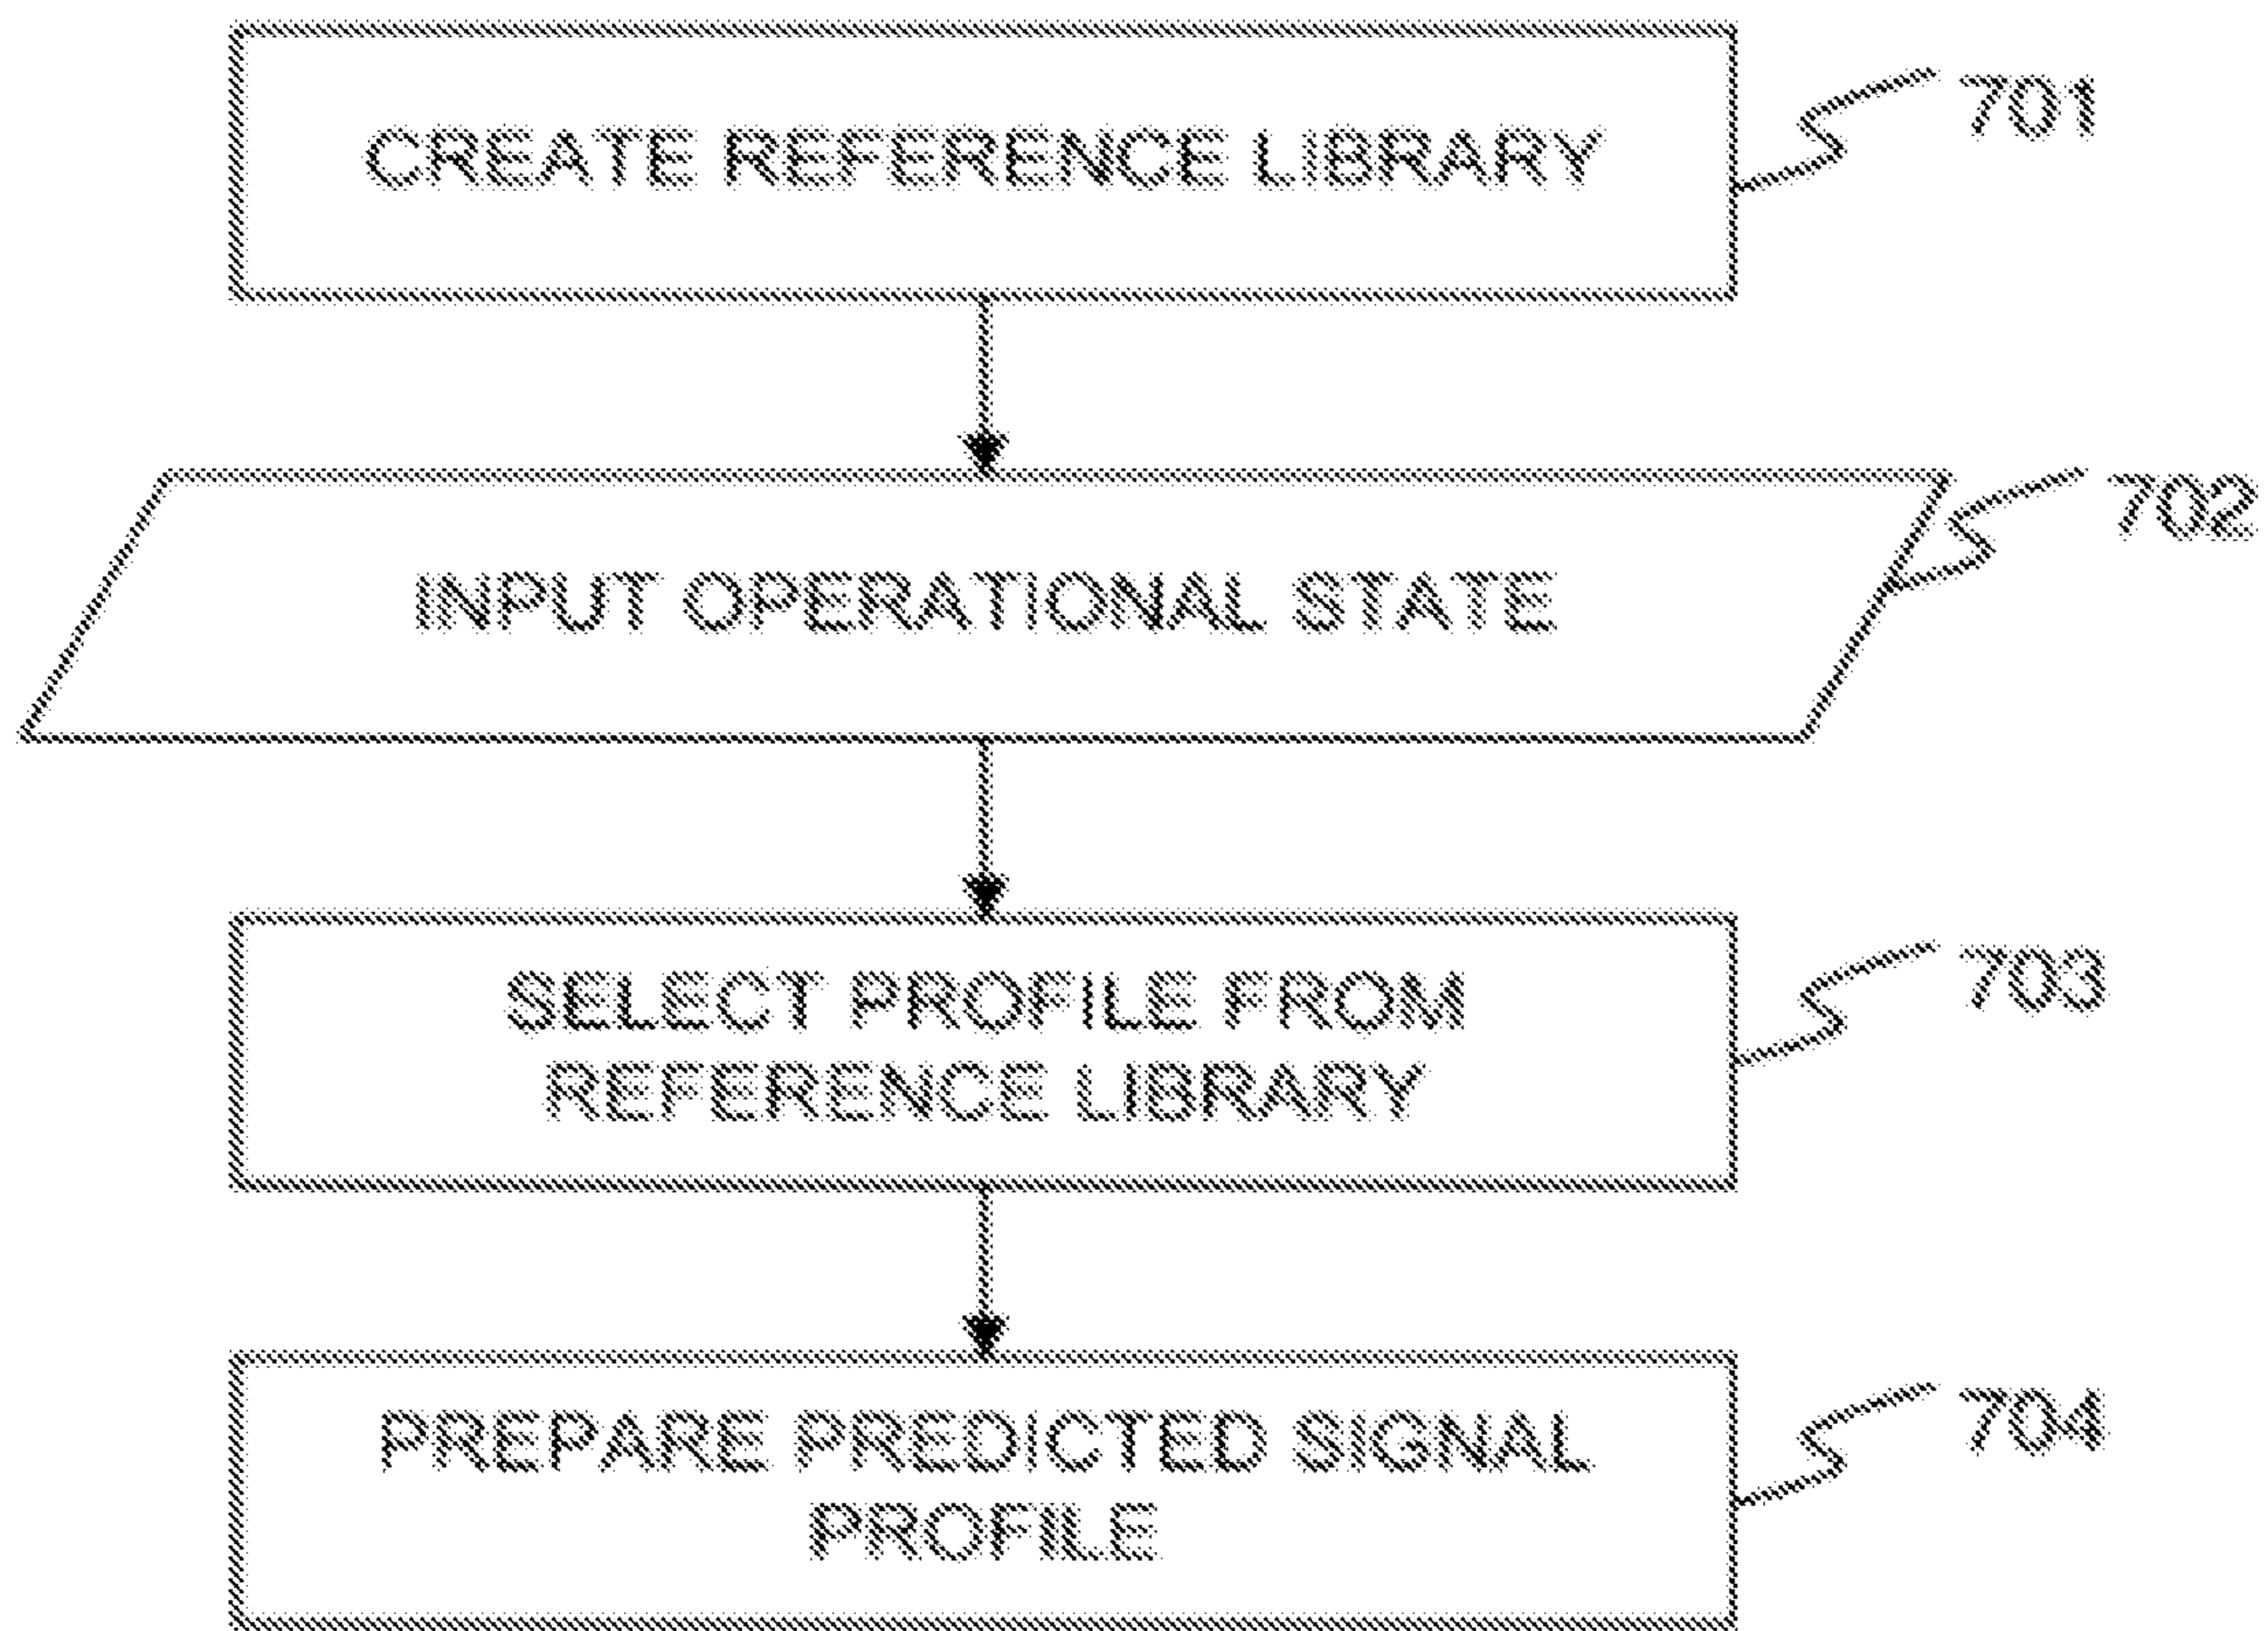 CREATE REFERENCE LIBRARY
701
INPUT OPERATIONAL STATE
702
SELECT PROFILE FROM
REFERENCE LIBRARY
703
PREPARE PREDICTED SIGNAL
PROFILE
704